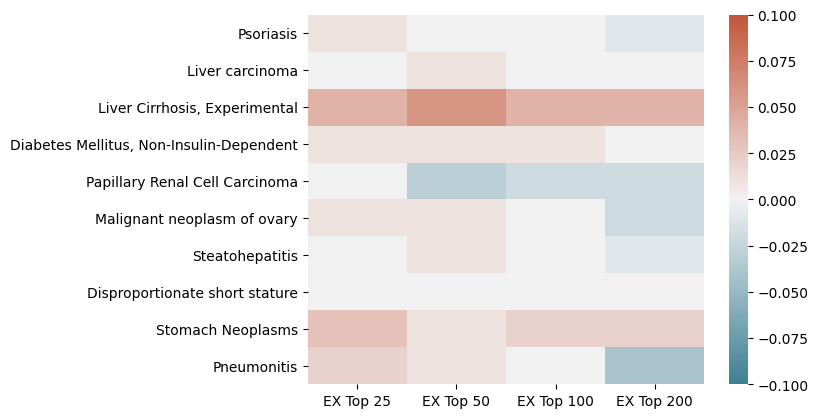 Psoriasis
Liver carcinoma
Liver Cirrhosis, Experimental
Diabetes Mellitus, Non-Insulin-Dependent
Papillary Renal Cell Carcinoma
Malignant neoplasm of ovary
Steatohepatitis
Disproportionate short stature
Stomach Neoplasms
Pneumonitis
EX Top 25 EX Top 50 EX Top 100 EX Top 200
0.100
0.075
0.050
0.025
0.000
−0.025
−0.050
−0.075
−0.100